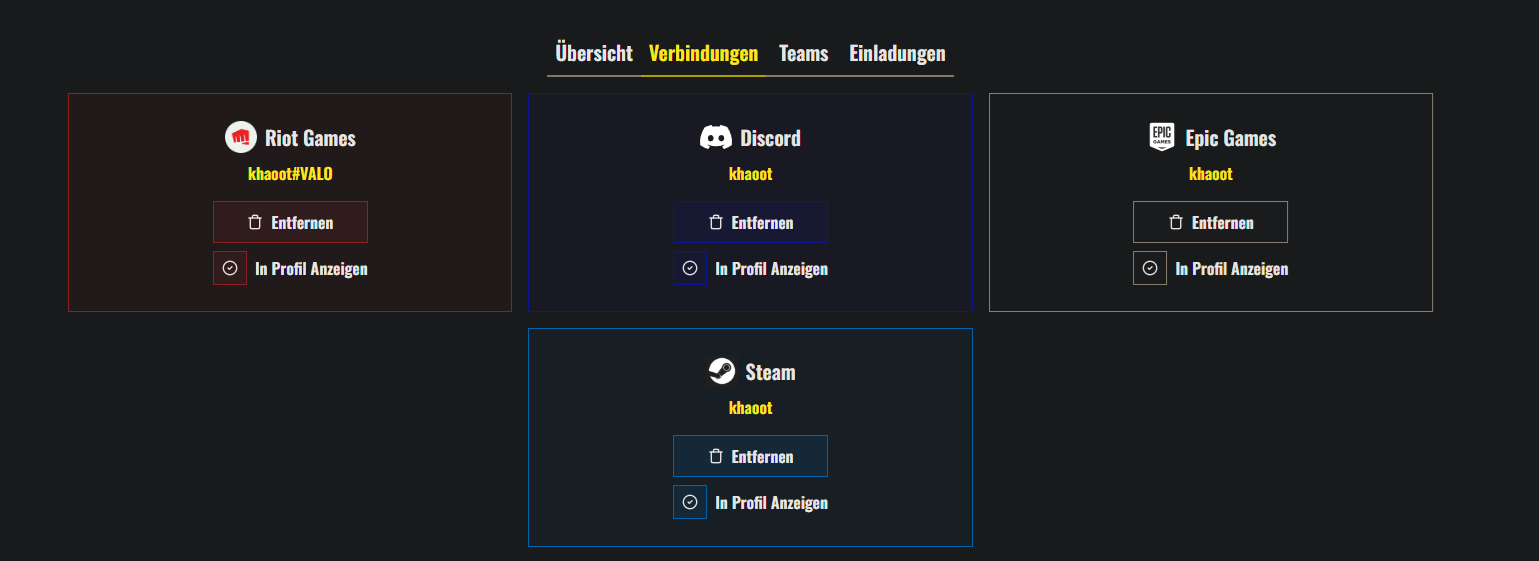 Übersicht Verbindungen Teams Einladungen
Riot Games
khaoot#VALO
Entfernen
In Profil Anzeigen
Discord
khaoot
Entfernen
In Profil Anzeigen
EPIC
GAMES
Epic Games
khaoot
Entfernen
In Profil Anzeigen
Steam
khaoot
Entfernen
In Profil Anzeigen